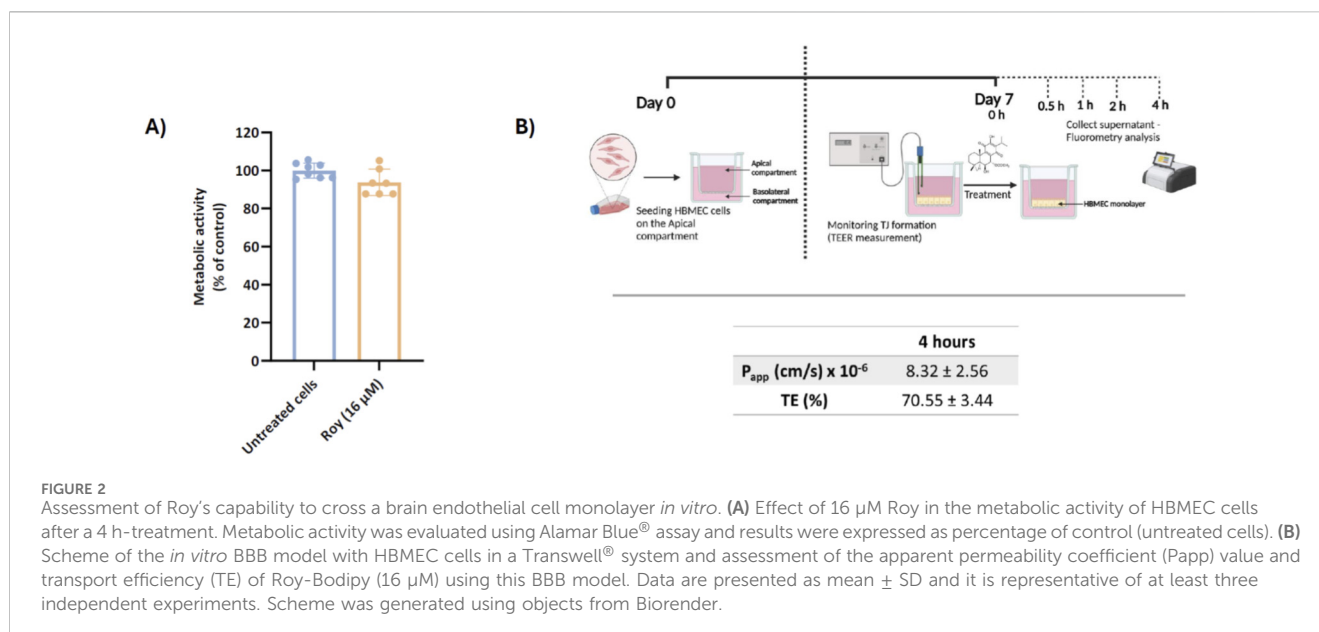 A)
Metabolic activity
(% of control)
120
100
80
60
40
20
0
Untreated cells
Roy (16 µM)
B)
Day 0
Day 7
0 h
0.5 h
1 h
2 h
4 h
Collect supernatant -
Fluorometry analysis
Apical
compartment
Basolateral
compartment
Seeding HBMEC cells
on the Apical
compartment
Treatment
HBMEC monolayer
Monitoring TJ formation
(TEER measurement)
4 hours
Papp (cm/s) x 10-6 8.32 ± 2.56
TE (%) 70.55 ± 3.44
FIGURE 2
Assessment of Roy's capability to cross a brain endothelial cell monolayer in vitro. (A) Effect of 16 µM Roy in the metabolic activity of HBMEC cells
after a 4 h-treatment. Metabolic activity was evaluated using Alamar Blue® assay and results were expressed as percentage of control (untreated cells). (B)
Scheme of the in vitro BBB model with HBMEC cells in a Transwell® system and assessment of the apparent permeability coefficient (Papp) value and
transport efficiency (TE) of Roy-Bodipy (16 µM) using this BBB model. Data are presented as mean ± SD and it is representative of at least three
independent experiments. Scheme was generated using objects from Biorender.